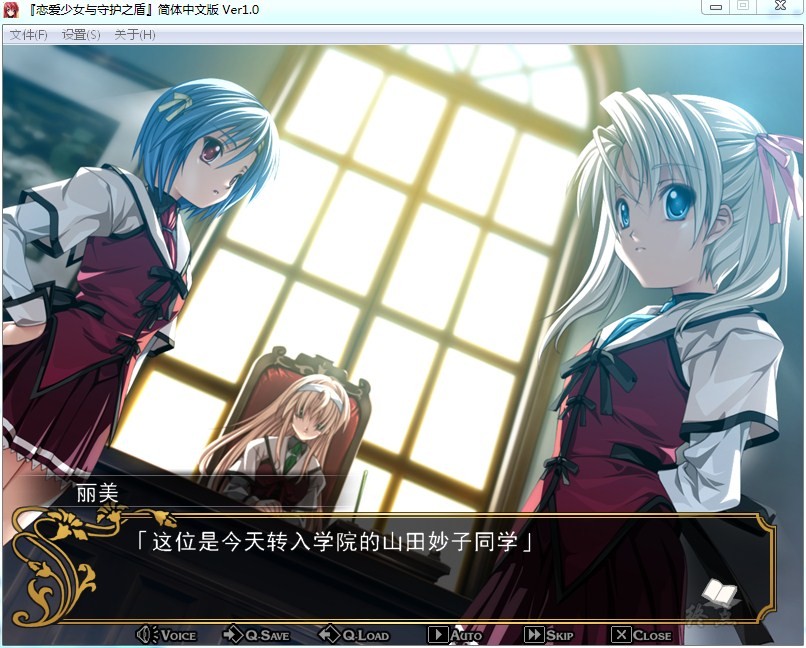 『恋爱少女与守护之盾』简体中文版 Ver1.0
文件(F) 设置(S) 关于(H)
丽美
「这位是今天转入学院的山田妙子同学」
VOICE Q.SAVE Q.LOAD AUTO SKIP CLOSE